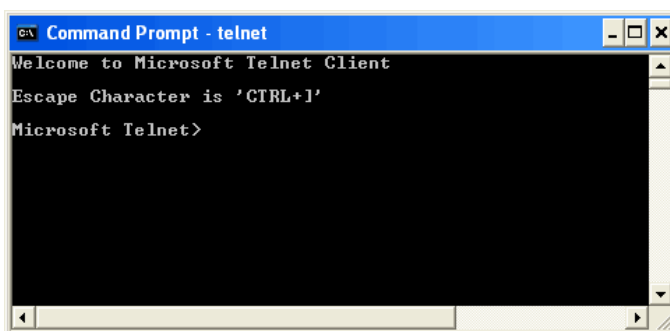 Command Prompt - telnet
Welcome to Microsoft Telnet Client
Escape Character is 'CTRL+]'
Microsoft Telnet>